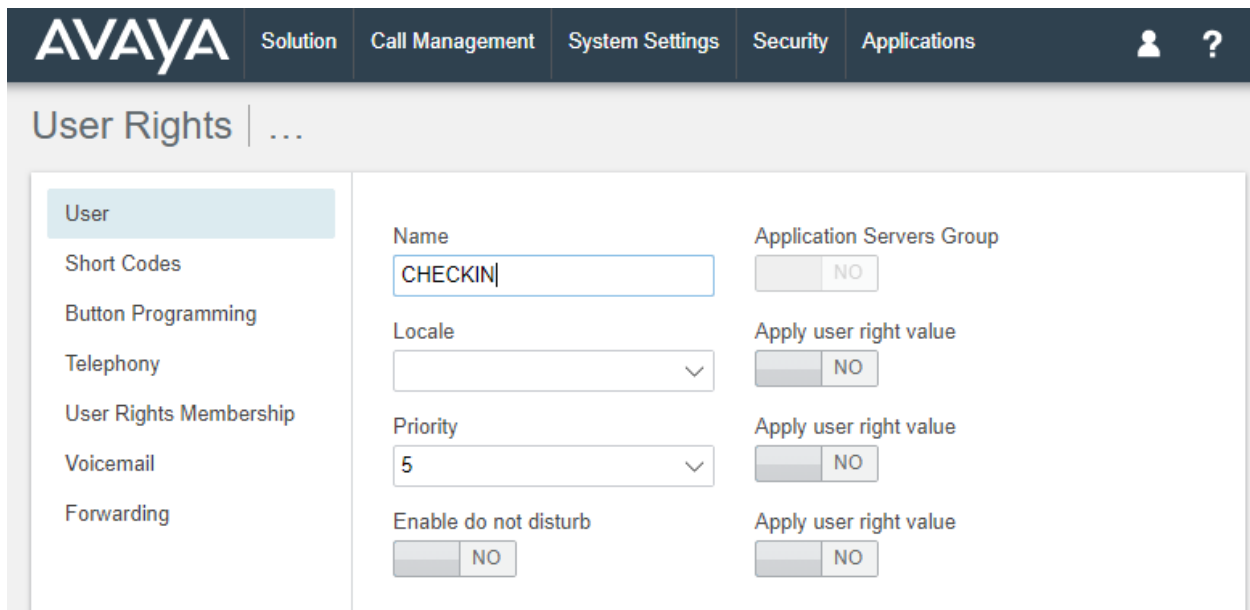 AVAYA Solution Call Management System Settings Security Applications ?
User Rights | ...
User
Short Codes
Button Programming
Telephony
User Rights Membership
Voicemail
Forwarding
Name Application Servers Group
CHECKIN NO
Locale Apply user right value
NO
Priority Apply user right value
5 NO
Enable do not disturb Apply user right value
NO NO